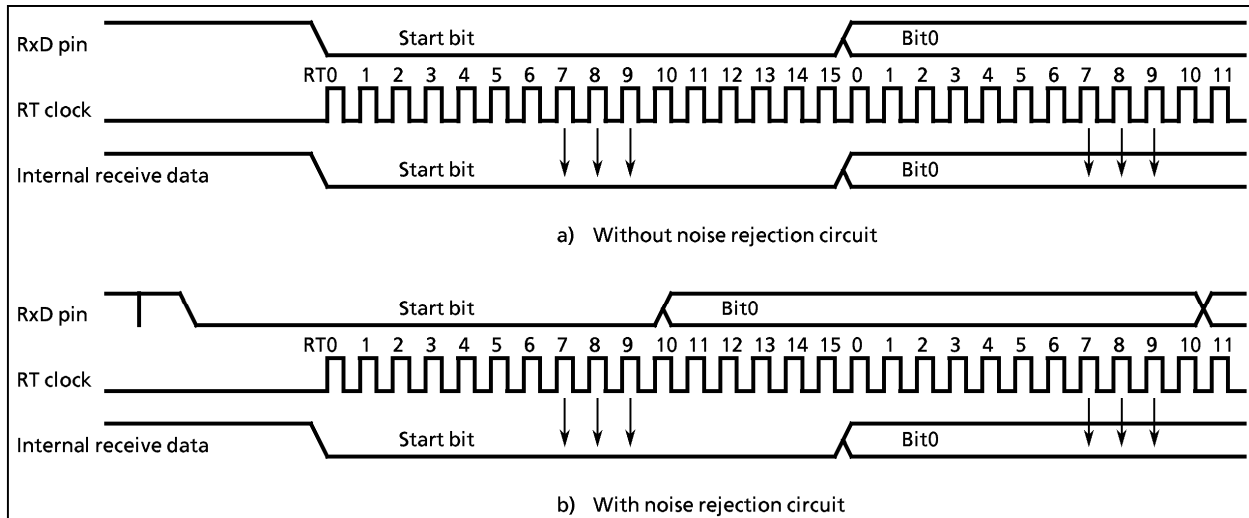 RxD pin Start bit Bit0
RT0 1 2 3 4 5 6 7 8 9 10 11 12 13 14 15 0 1 2 3 4 5 6 7 8 9 10 11
RT clock
Internal receive data Start bit Bit0
a) Without noise rejection circuit
RxD pin Start bit Bit0
RT0 1 2 3 4 5 6 7 8 9 10 11 12 13 14 15 0 1 2 3 4 5 6 7 8 9 10 11
RT clock
Internal receive data Start bit Bit0
b) With noise rejection circuit